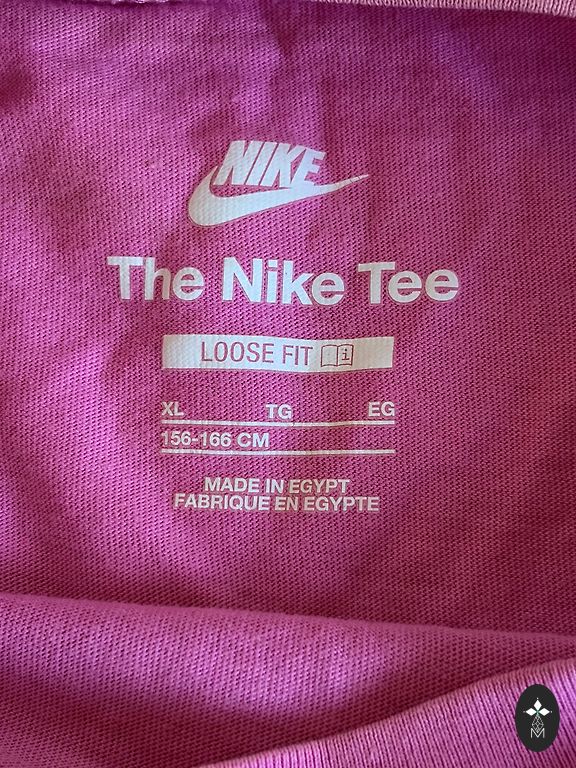 NIKE
The Nike Tee
LOOSE FIT
XL TG EG
156-166 CM
MADE IN EGYPT
FABRIQUE EN EGYPTE
M